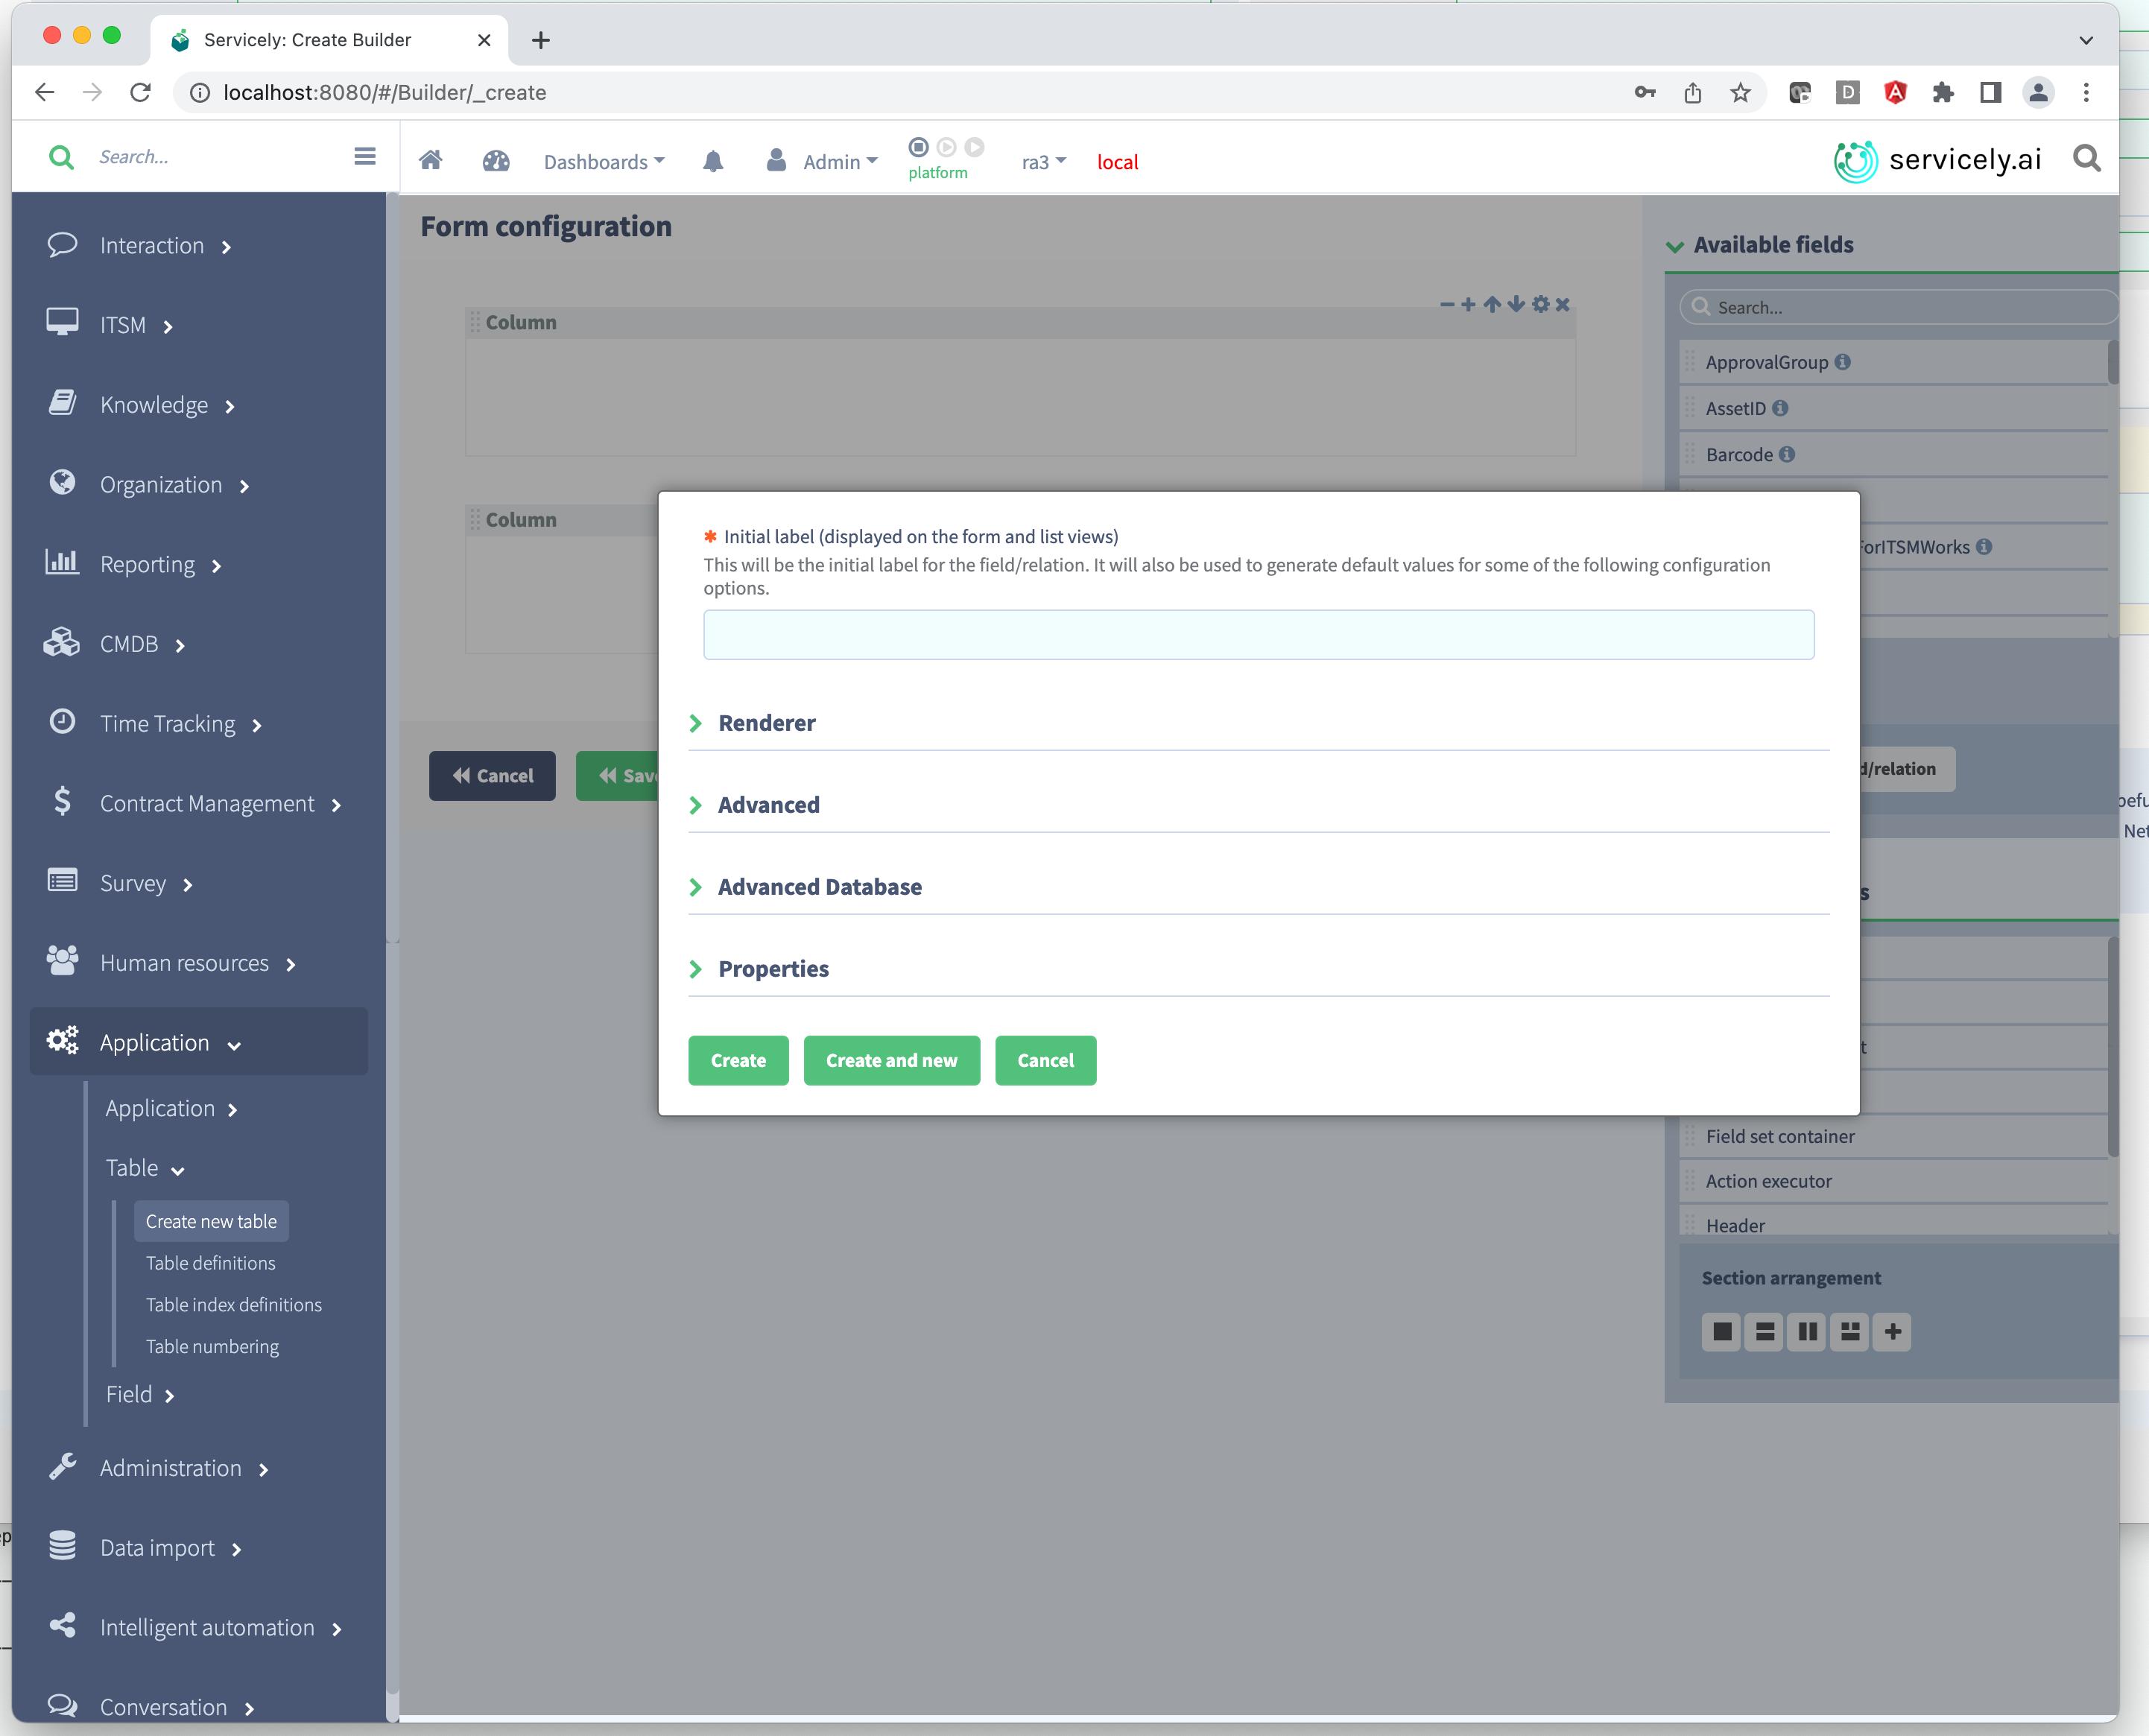 Servicely: Create Builder
localhost:8080/#/Builder/_create
D
A
Search...
Dashboards
Admin
platform
ra3
local
servicely.ai
Interaction
ITSM
Knowledge
Organization
Reporting
CMDB
Time Tracking
Contract Management
Survey
Human resources
Application
Application
Table
Create new table
Table definitions
Table index definitions
Table numbering
Field
Administration
Data import
Intelligent automation
Conversation
Form configuration
Column
Column
Cancel
Save
Initial label (displayed on the form and list views)
This will be the initial label for the field/relation. It will also be used to generate default values for some of the following configuration
options.
Renderer
Advanced
Advanced Database
Properties
Create
Create and new
Cancel
Available fields
Search...
ApprovalGroup
AssetID
Barcode
ForITSMWorks
d/relation
s
t
Field set container
Action executor
Header
Section arrangement
Net